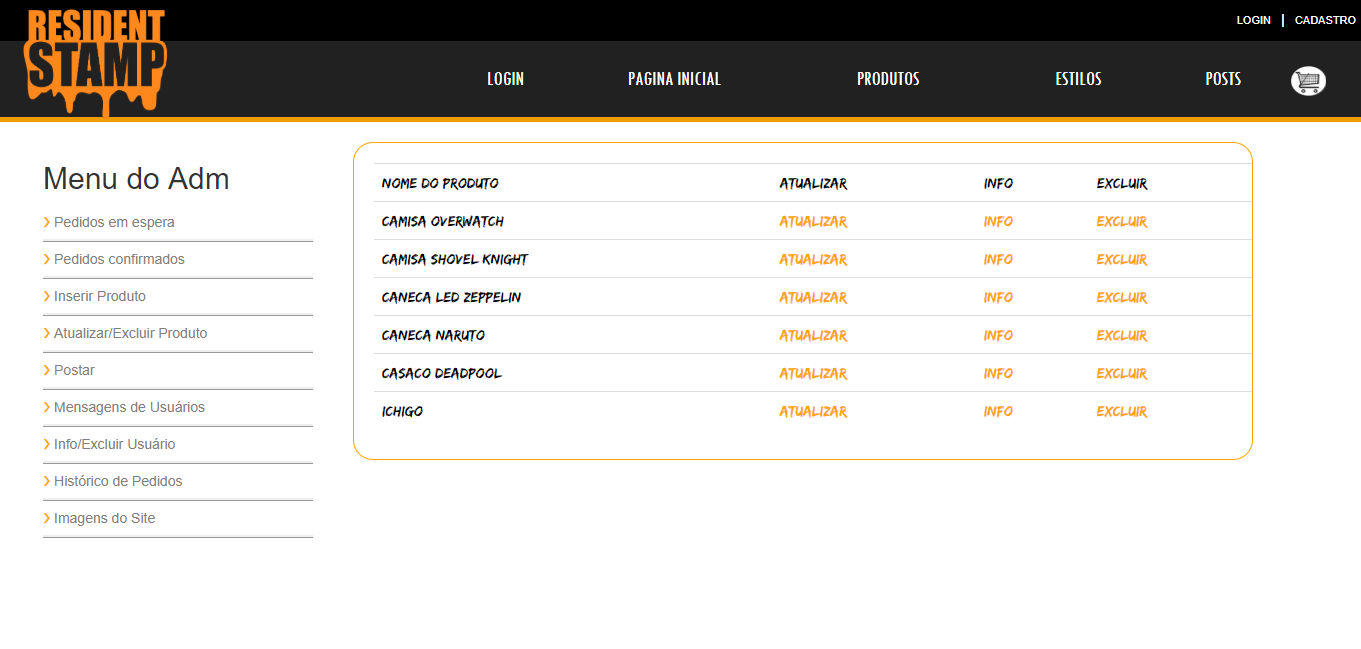 RESIDENT
STAMP
LOGIN | CADASTRO
LOGIN PAGINA INICIAL PRODUTOS ESTILOS POSTS
Menu do Adm
Pedidos em espera
Pedidos confirmados
Inserir Produto
Atualizar/Excluir Produto
Postar
Mensagens de Usuários
Info/Excluir Usuário
Histórico de Pedidos
Imagens do Site
NOME DO PRODUTO ATUALIZAR INFO EXCLUIR
CAMISA OVERWATCH ATUALIZAR INFO EXCLUIR
CAMISA SHOVEL KNIGHT ATUALIZAR INFO EXCLUIR
CANECA LED ZEPPELIN ATUALIZAR INFO EXCLUIR
CANECA NARUTO ATUALIZAR INFO EXCLUIR
CASACO DEADPOOL ATUALIZAR INFO EXCLUIR
ICHIGO ATUALIZAR INFO EXCLUIR